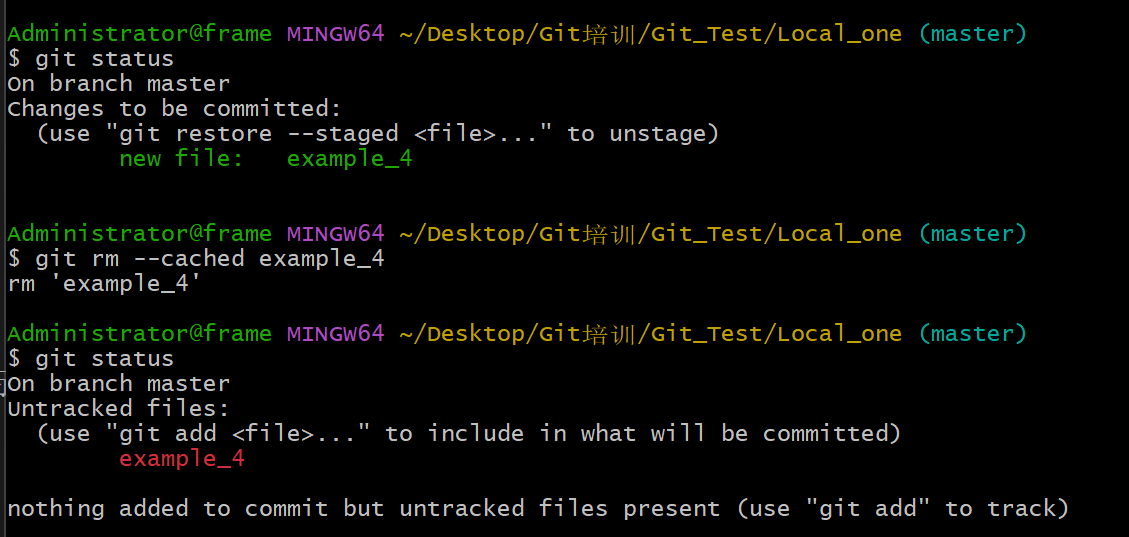 Administrator@frame MINGW64 ~/Desktop/Git培训/Git_Test/Local_one (master)
$ git status
On branch master
Changes to be committed:
  (use "git restore --staged <file>..." to unstage)
        new file:   example_4
Administrator@frame MINGW64 ~/Desktop/Git培训/Git_Test/Local_one (master)
$ git rm --cached example_4
rm 'example_4'
Administrator@frame MINGW64 ~/Desktop/Git培训/Git_Test/Local_one (master)
$ git status
On branch master
Untracked files:
  (use "git add <file>..." to include in what will be committed)
        example_4
nothing added to commit but untracked files present (use "git add" to track)